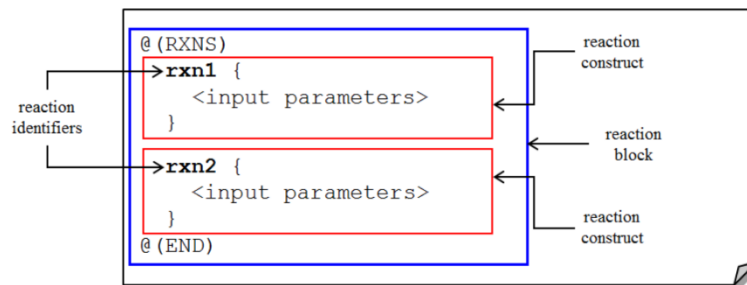 @(RXNS)
rxn1 {
<input parameters>
}
rxn2 {
<input parameters>
}
@(END)
reaction
identifiers
reaction
construct
reaction
block
reaction
construct